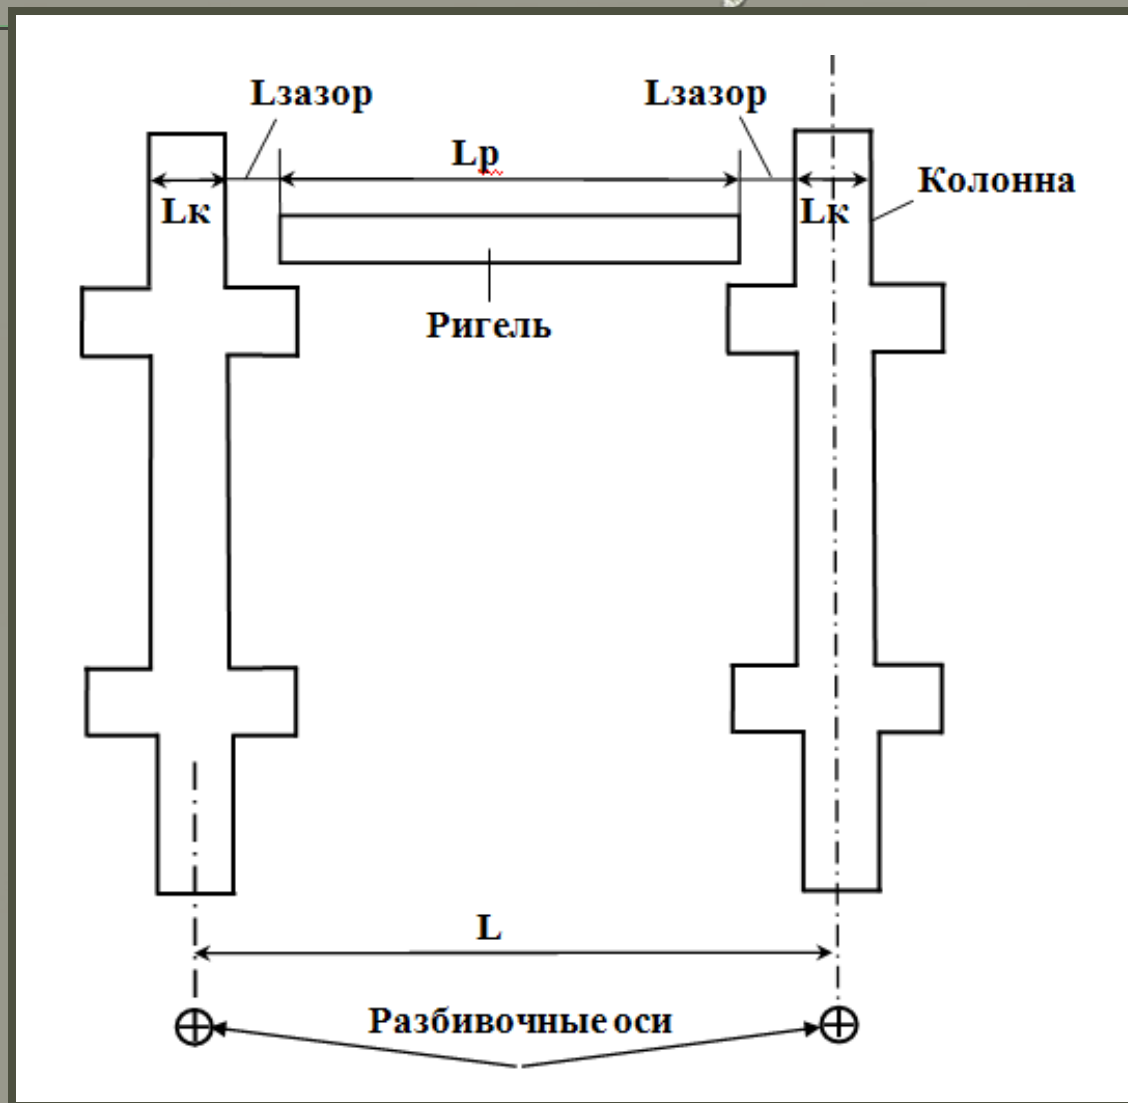 Lзазор
Lзазор
Lр
Колонна
Lк
Lк
Ригель
L
Разбивочные оси